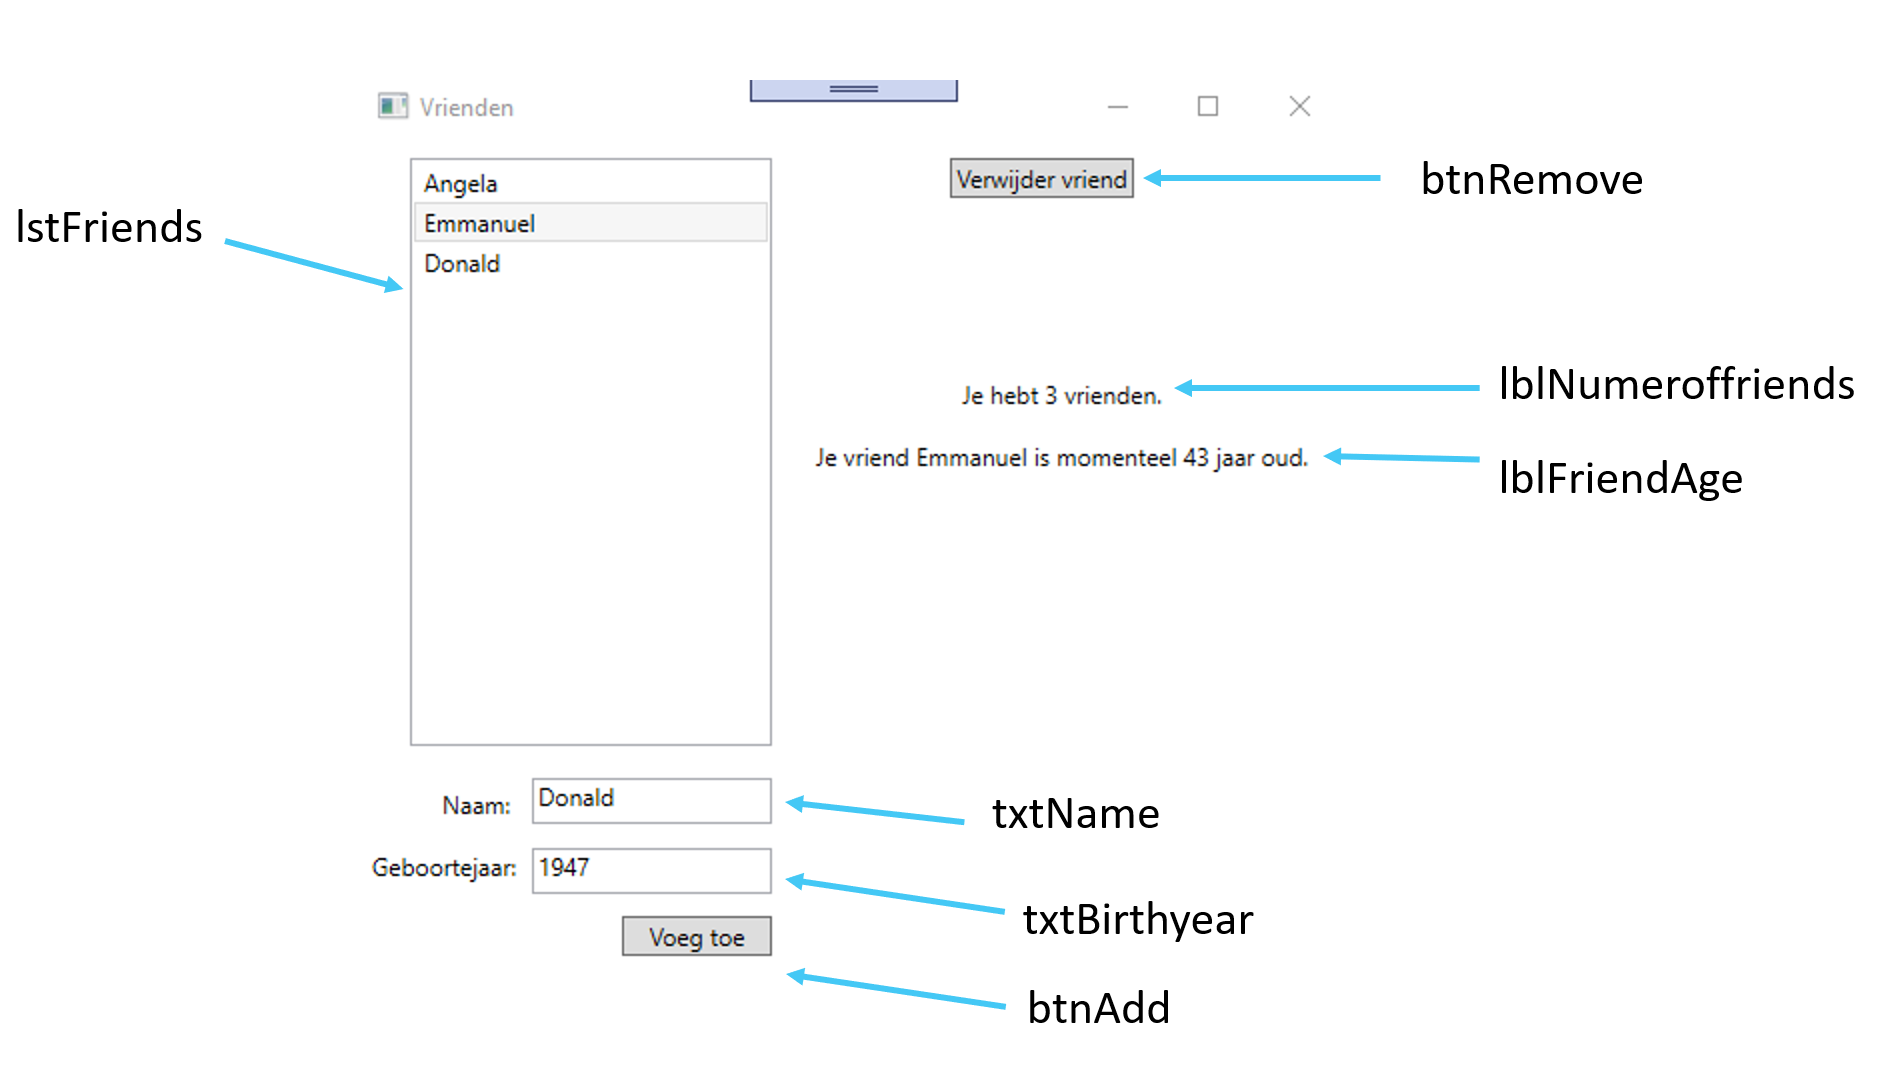 Vrienden
Angela
Verwijder vriend
btnRemove
lstFriends
Emmanuel
Donald
Je hebt 3 vrienden.
lblNumeroffriends
Je vriend Emmanuel is momenteel 43 jaar oud.
lblFriendAge
Naam:
Donald
txtName
Geboortejaar:
1947
txtBirthyear
Voeg toe
btnAdd